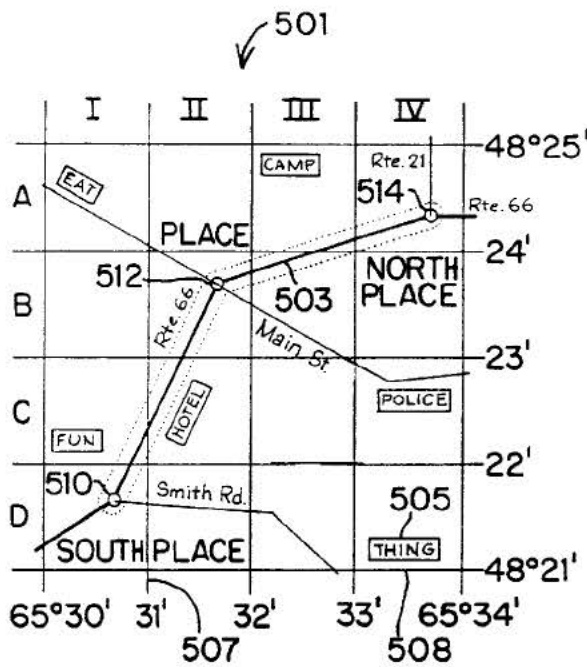 501
I II III IV
48°25'
A
EAT
CAMP
Rte. 21
514
Rte. 66
PLACE
24'
512
NORTH
PLACE
503
B
Rte. 66
Main St.
23'
C
HOTEL
POLICE
FUN
22'
510
Smith Rd.
505
D
SOUTH PLACE
THING
48°21'
65°30' 31' 32' 33' 65°34'
507 508